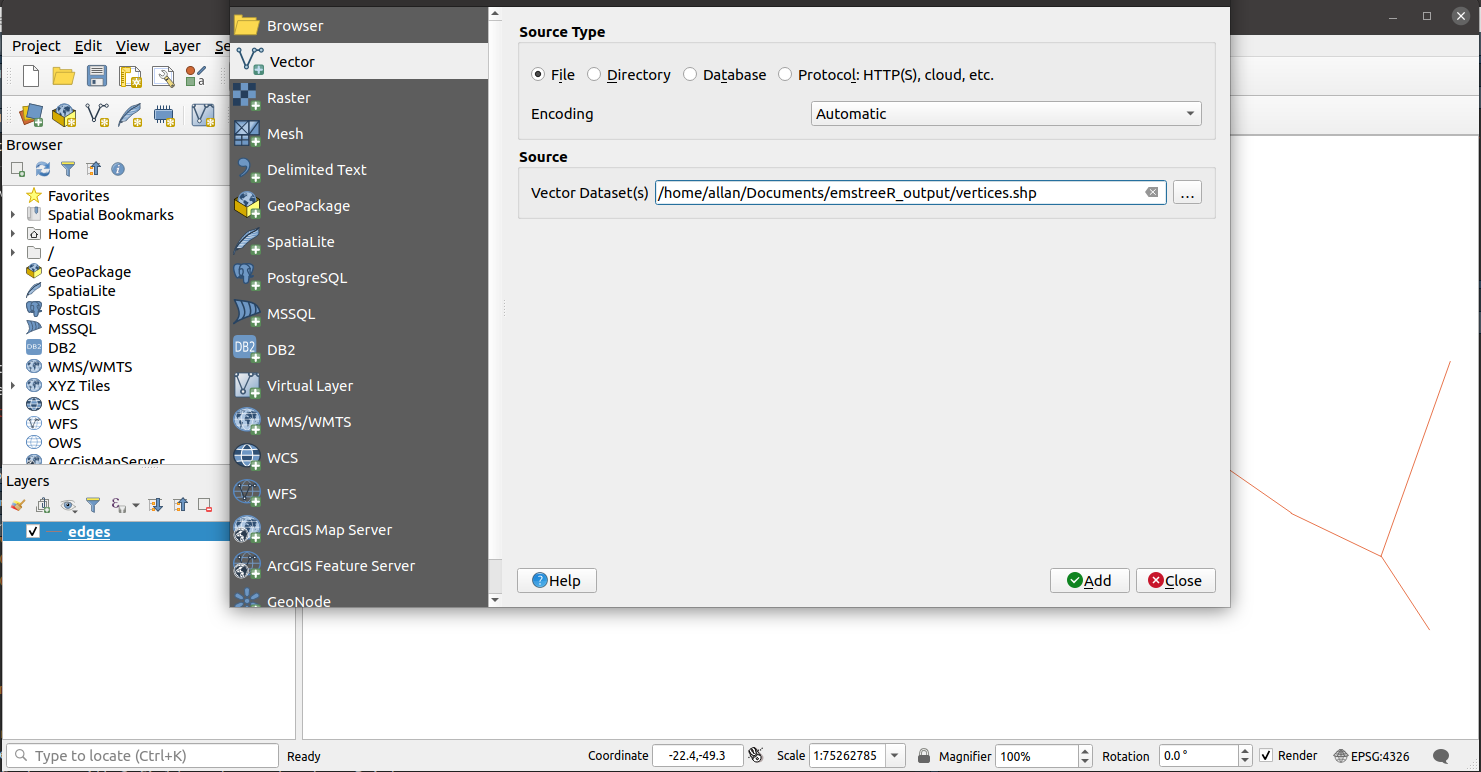 Project Edit View Layer Se
Browser
Favorites
Spatial Bookmarks
Home
/
GeoPackage
SpatiaLite
PostGIS
MSSQL
DB2
WMS/WMTS
XYZ Tiles
WCS
WFS
OWS
ArcGisMapServer
Layers
edges
Browser
Vector
Raster
Mesh
Delimited Text
GeoPackage
SpatiaLite
PostgreSQL
MSSQL
DB2
DB2
Virtual Layer
WMS/WMTS
WCS
WFS
ArcGIS Map Server
ArcGIS Feature Server
GeoNode
Source Type
File Directory Database Protocol: HTTP(S), cloud, etc.
Encoding Automatic
Source
Vector Dataset(s) /home/allan/Documents/emstreeR_output/vertices.shp ...
Help Add Close
Type to locate (Ctrl+K) Ready Coordinate -22.4,-49.3 Scale 1:75262785 Magnifier 100% Rotation 0.0 ° Render EPSG:4326